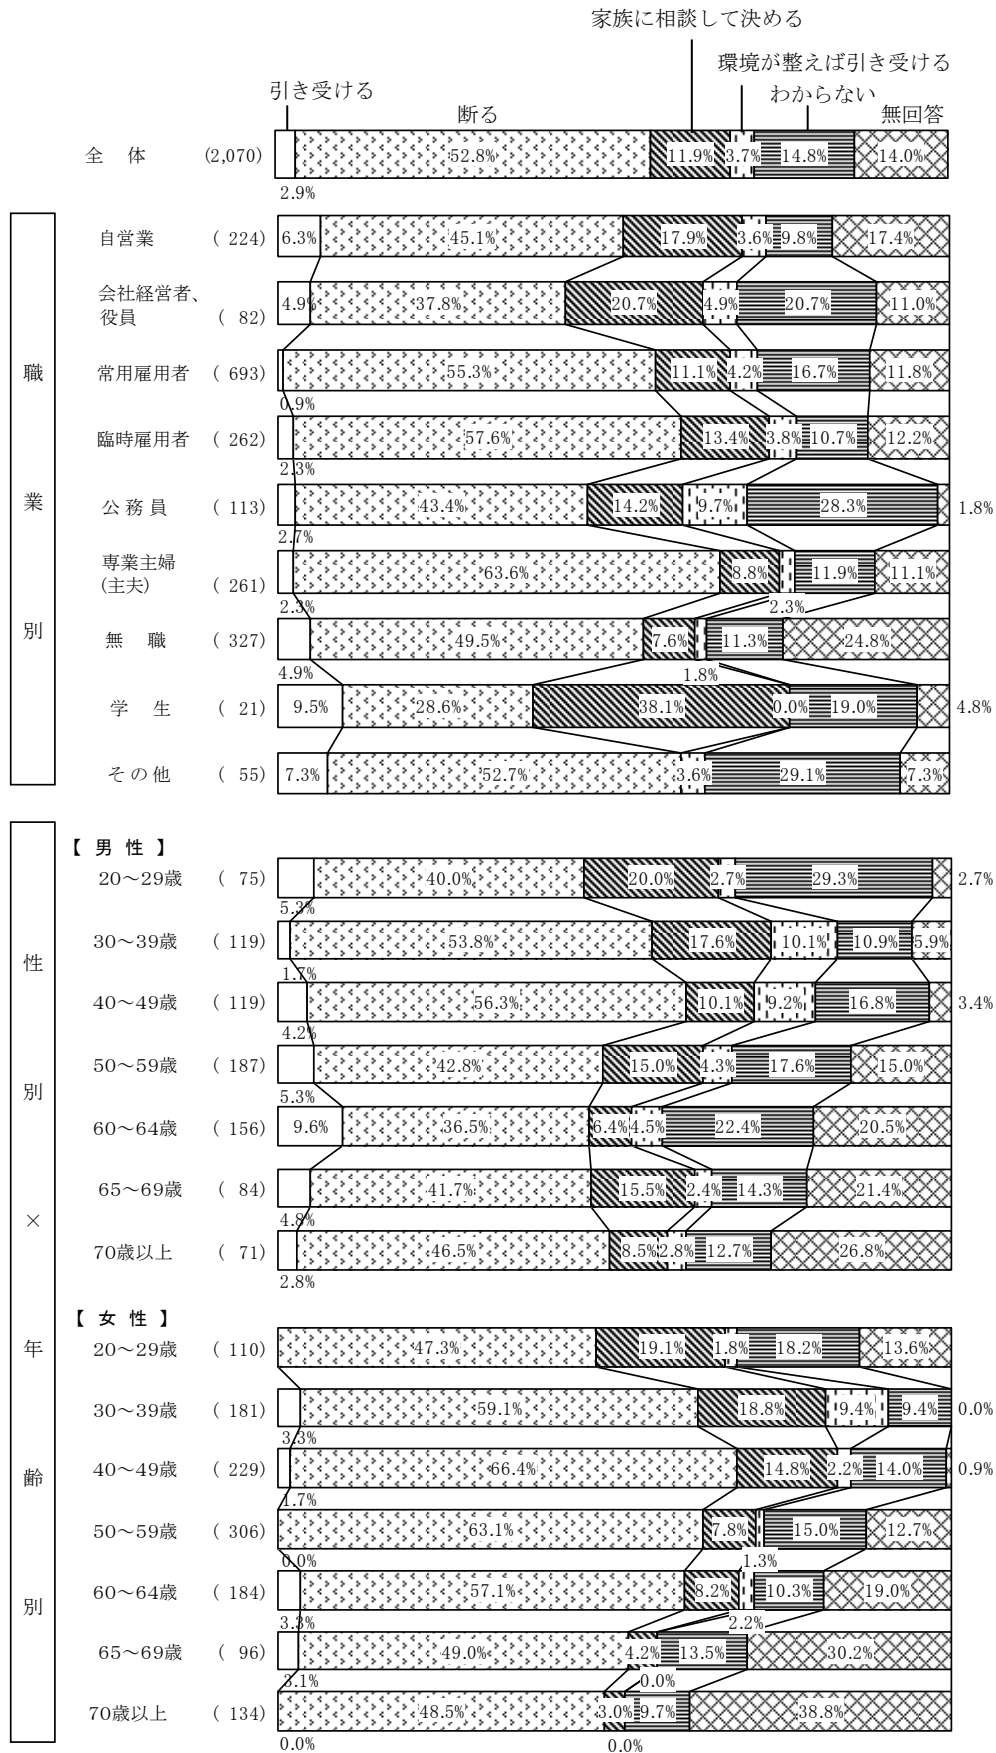 家族に相談して決める
環境が整えば引き受ける
引き受ける
わからない
断る
無回答
全 体 (2,070) 52.8% 11.9% 3.7% 14.8% 14.0%
2.9%
職業別
自営業 ( 224) 6.3% 45.1% 17.9% 3.6% 9.8% 17.4%
会社経営者、
役員 ( 82) 4.9% 37.8% 20.7% 4.9% 20.7% 11.0%
常用雇用者 ( 693) 55.3% 11.1% 4.2% 16.7% 11.8%
0.9%
臨時雇用者 ( 262) 57.6% 13.4% 3.8% 10.7% 12.2%
2.3%
公務員 ( 113) 43.4% 14.2% 9.7% 28.3% 1.8%
2.7%
専業主婦
(主夫) ( 261) 63.6% 8.8% 11.9% 11.1%
2.3% 2.3%
無 職 ( 327) 49.5% 7.6% 11.3% 24.8%
4.9% 1.8%
学 生 ( 21) 9.5% 28.6% 38.1% 0.0% 19.0% 4.8%
その他 ( 55) 7.3% 52.7% 3.6% 29.1% 7.3%
性別×年齢別
【 男 性 】
20～29歳 ( 75) 40.0% 20.0% 2.7% 29.3% 2.7%
5.3%
30～39歳 ( 119) 53.8% 17.6% 10.1% 10.9% 5.9%
1.7%
40～49歳 ( 119) 56.3% 10.1% 9.2% 16.8% 3.4%
4.2%
50～59歳 ( 187) 42.8% 15.0% 4.3% 17.6% 15.0%
5.3%
60～64歳 ( 156) 9.6% 36.5% 6.4% 4.5% 22.4% 20.5%
65～69歳 ( 84) 41.7% 15.5% 2.4% 14.3% 21.4%
4.8%
70歳以上 ( 71) 46.5% 8.5% 2.8% 12.7% 26.8%
2.8%
【 女 性 】
20～29歳 ( 110) 47.3% 19.1% 1.8% 18.2% 13.6%
30～39歳 ( 181) 59.1% 18.8% 9.4% 9.4% 0.0%
3.3%
40～49歳 ( 229) 66.4% 14.8% 2.2% 14.0% 0.9%
1.7%
50～59歳 ( 306) 63.1% 7.8% 15.0% 12.7%
0.0% 1.3%
60～64歳 ( 184) 57.1% 8.2% 10.3% 19.0%
3.3% 2.2%
65～69歳 ( 96) 49.0% 4.2% 13.5% 30.2%
3.1% 0.0%
70歳以上 ( 134) 48.5% 3.0% 9.7% 38.8%
0.0% 0.0%